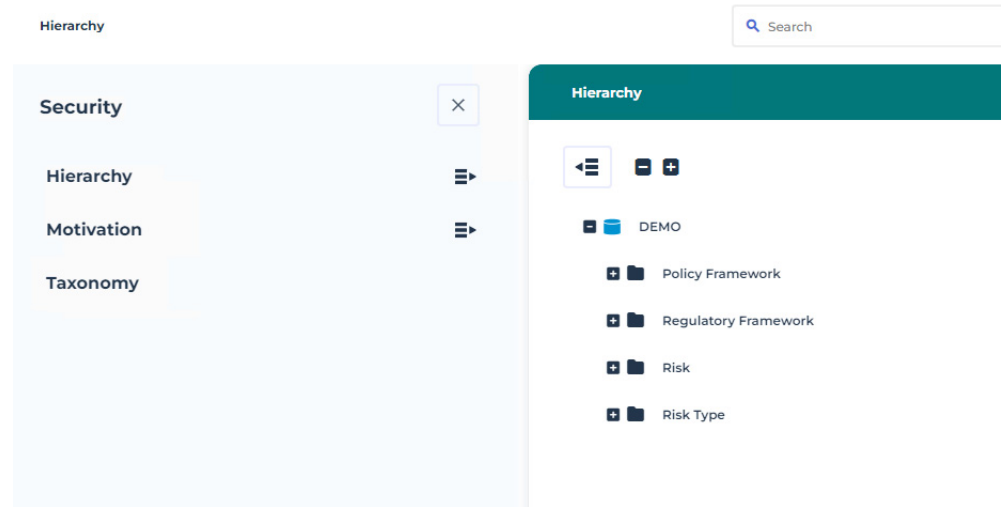 Hierarchy
Search
Security
Hierarchy
Motivation
Taxonomy
Hierarchy
DEMO
Policy Framework
Regulatory Framework
Risk
Risk Type